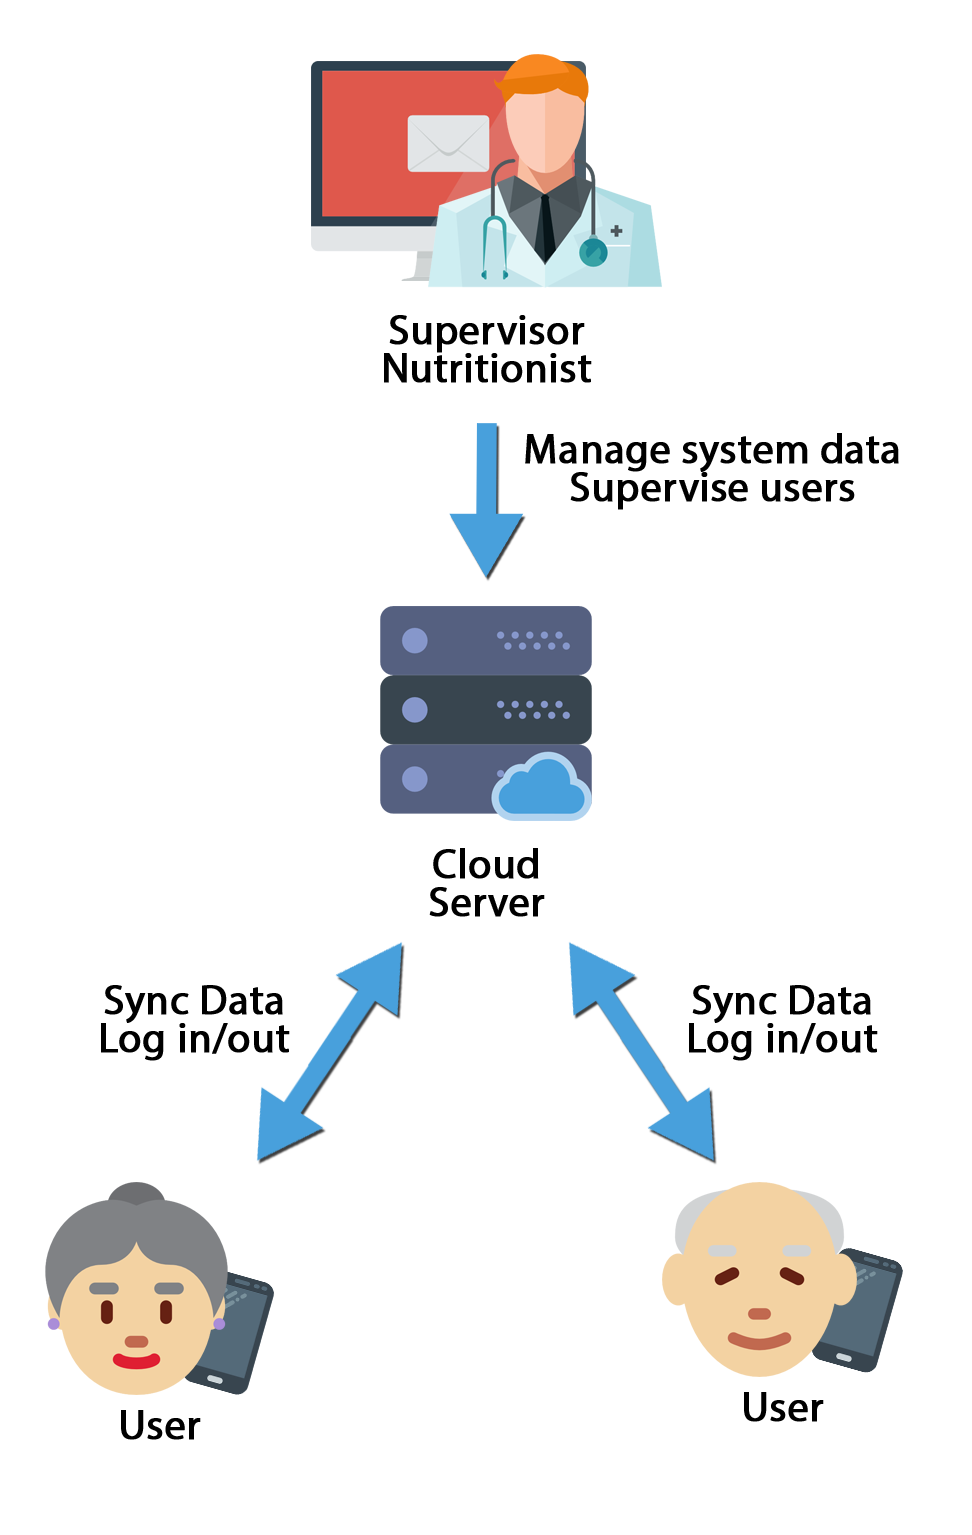 Supervisor
Nutritionist
Manage system data
Supervise users
Cloud
Server
Sync Data
Log in/out
Sync Data
Log in/out
User
User